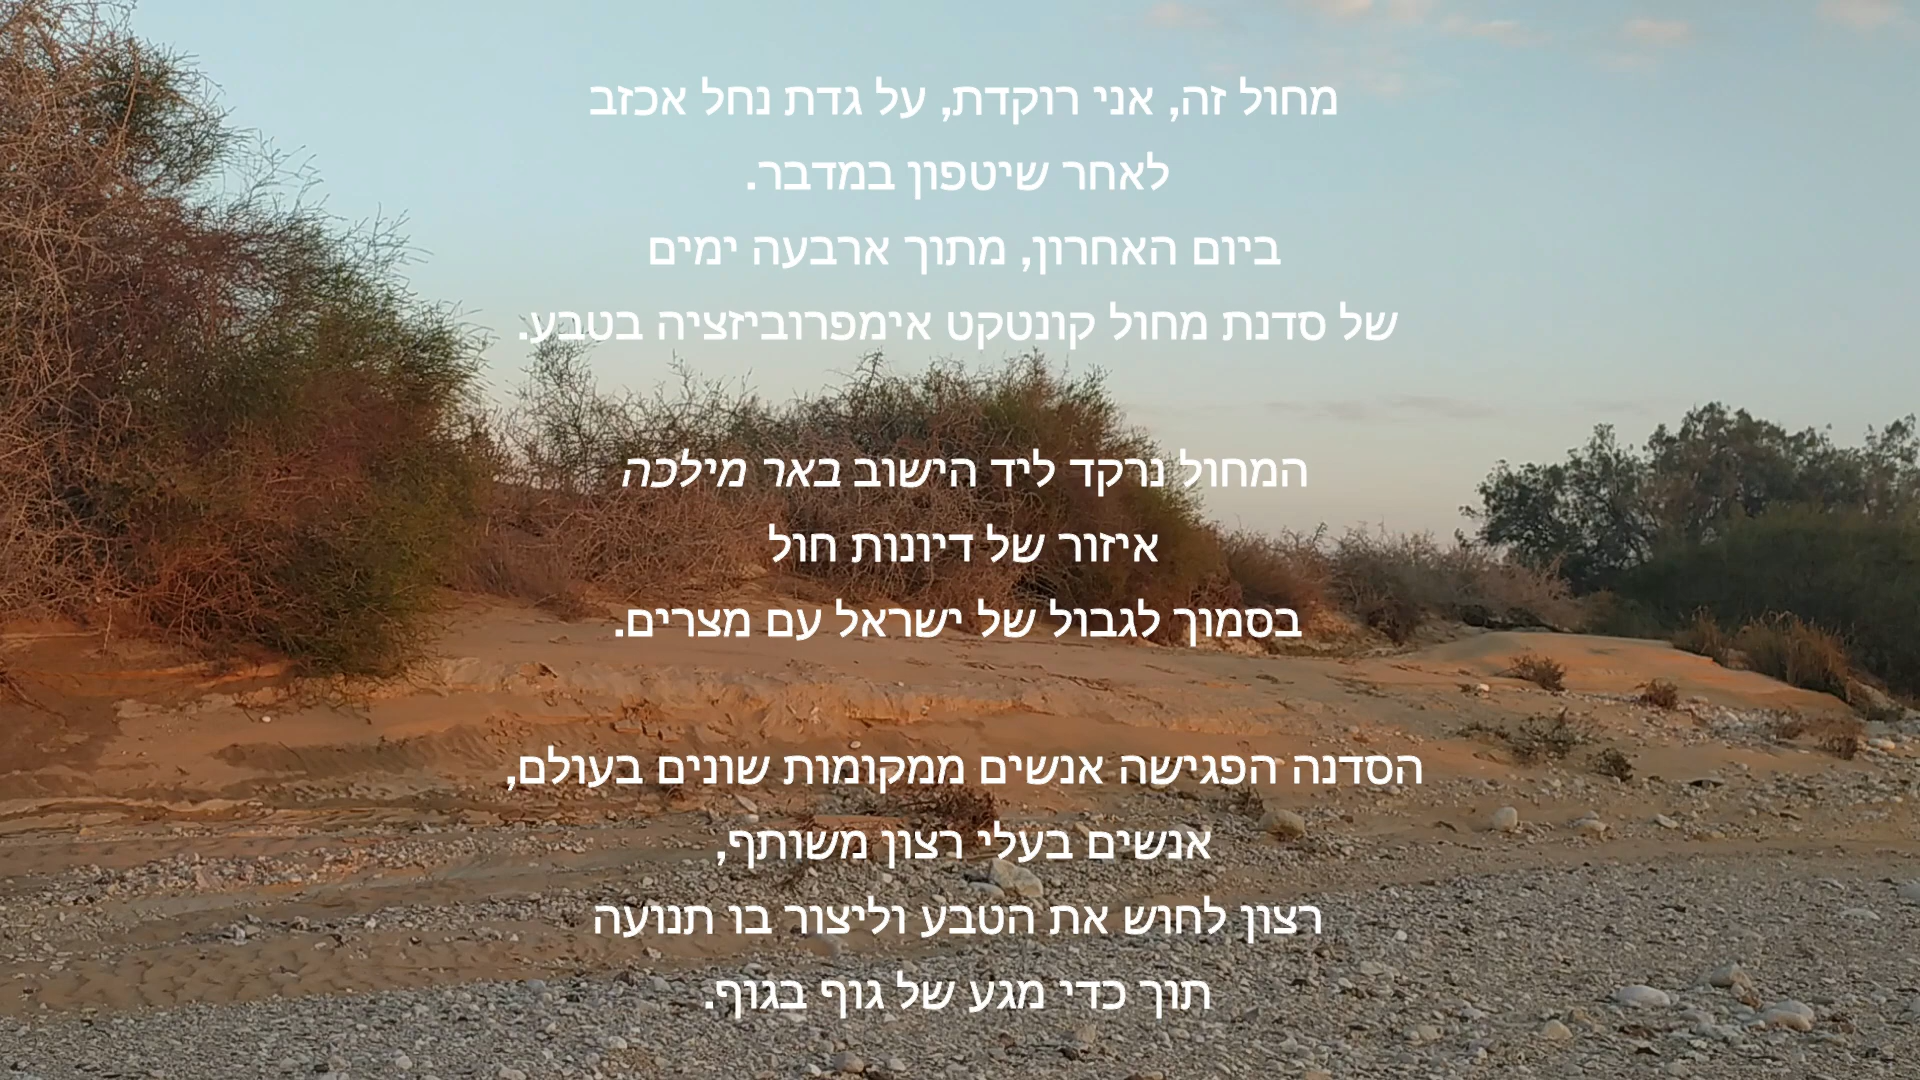 מחול זה, אני רוקדת, על גדת נחל אכזב
לאחר שיטפון במדבר.
ביום האחרון, מתוך ארבעה ימים
של סדנת מחול קונטקט אימפרוביזציה בטבע.
המחול נרקד ליד הישוב באר מילכה
איזור של דיונות חול
בסמוך לגבול של ישראל עם מצרים.
הסדנה הפגישה אנשים ממקומות שונים בעולם,
אנשים בעלי רצון משותף,
רצון לחוש את הטבע וליצור בו תנועה
תוך כדי מגע של גוף בגוף.